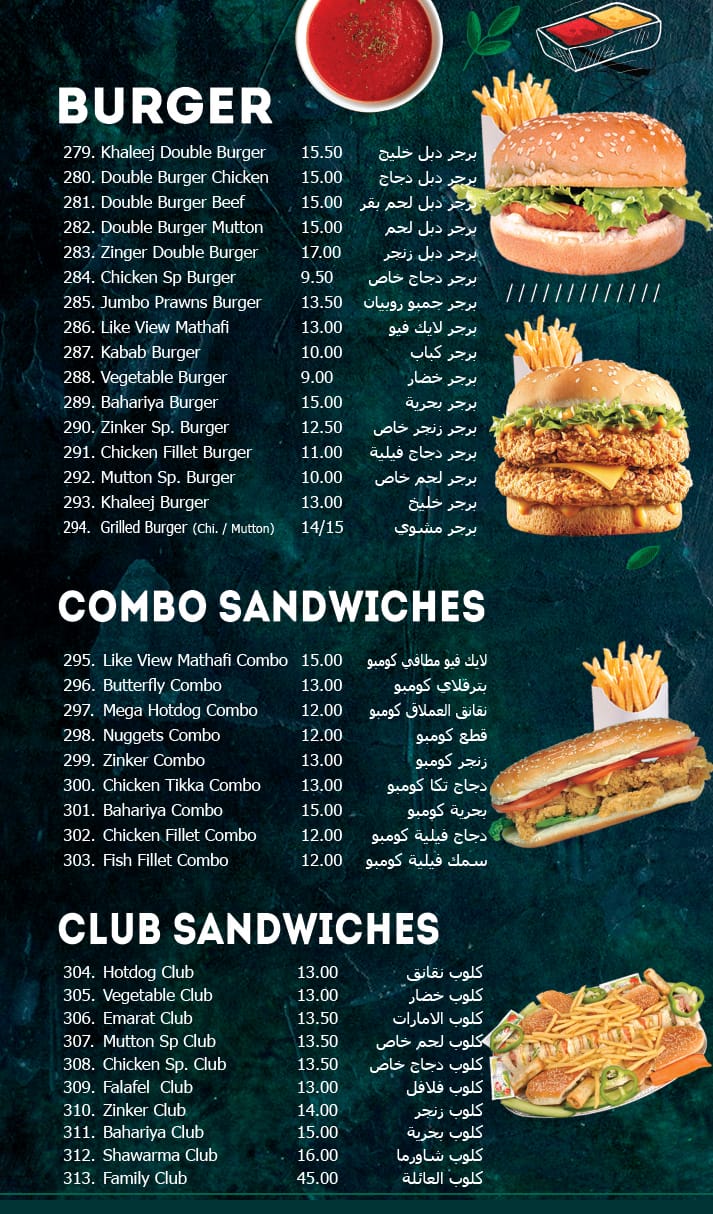 BURGER
279. Khaleej Double Burger 15.50 برجر دبل خليج
280. Double Burger Chicken 15.00 برجر دبل دجاج
281. Double Burger Beef 15.00 برجر دبل لحم بقر
282. Double Burger Mutton 15.00 برجر دبل لحم
283. Zinger Double Burger 17.00 برجر دبل زنجر
284. Chicken Sp Burger 9.50 برجر دجاج خاص
285. Jumbo Prawns Burger 13.50 برجر جمبو روبيان
286. Like View Mathafi 13.00 برجر لايك فيو
287. Kabab Burger 10.00 برجر كباب
288. Vegetable Burger 9.00 برجر خضار
289. Bahariya Burger 15.00 برجر بحرية
290. Zinker Sp. Burger 12.50 برجر زنجر خاص
291. Chicken Fillet Burger 11.00 برجر دجاج فيلية
292. Mutton Sp. Burger 10.00 برجر لحم خاص
293. Khaleej Burger 13.00 برجر خليج
294. Grilled Burger (Chi. / Mutton) 14/15 برجر مشوي
COMBO SANDWICHES
295. Like View Mathafi Combo 15.00 لايك فيو مطافي كومبو
296. Butterfly Combo 13.00 بترفلاي كومبو
297. Mega Hotdog Combo 12.00 نقانق العملاق كومبو
298. Nuggets Combo 12.00 قطع كومبو
299. Zinker Combo 13.00 زنجر كومبو
300. Chicken Tikka Combo 13.00 دجاج تكا كومبو
301. Bahariya Combo 15.00 بحرية كومبو
302. Chicken Fillet Combo 12.00 دجاج فيلية كومبو
303. Fish Fillet Combo 12.00 سمك فيلية كومبو
CLUB SANDWICHES
304. Hotdog Club 13.00 كلوب نقانق
305. Vegetable Club 13.00 كلوب خضار
306. Emarat Club 13.50 كلوب الامارات
307. Mutton Sp Club 13.50 كلوب لحم خاص
308. Chicken Sp. Club 13.50 كلوب دجاج خاص
309. Falafel Club 13.00 كلوب فلافل
310. Zinker Club 14.00 كلوب زنجر
311. Bahariya Club 15.00 كلوب بحرية
312. Shawarma Club 16.00 كلوب شاورما
313. Family Club 45.00 كلوب العائلة